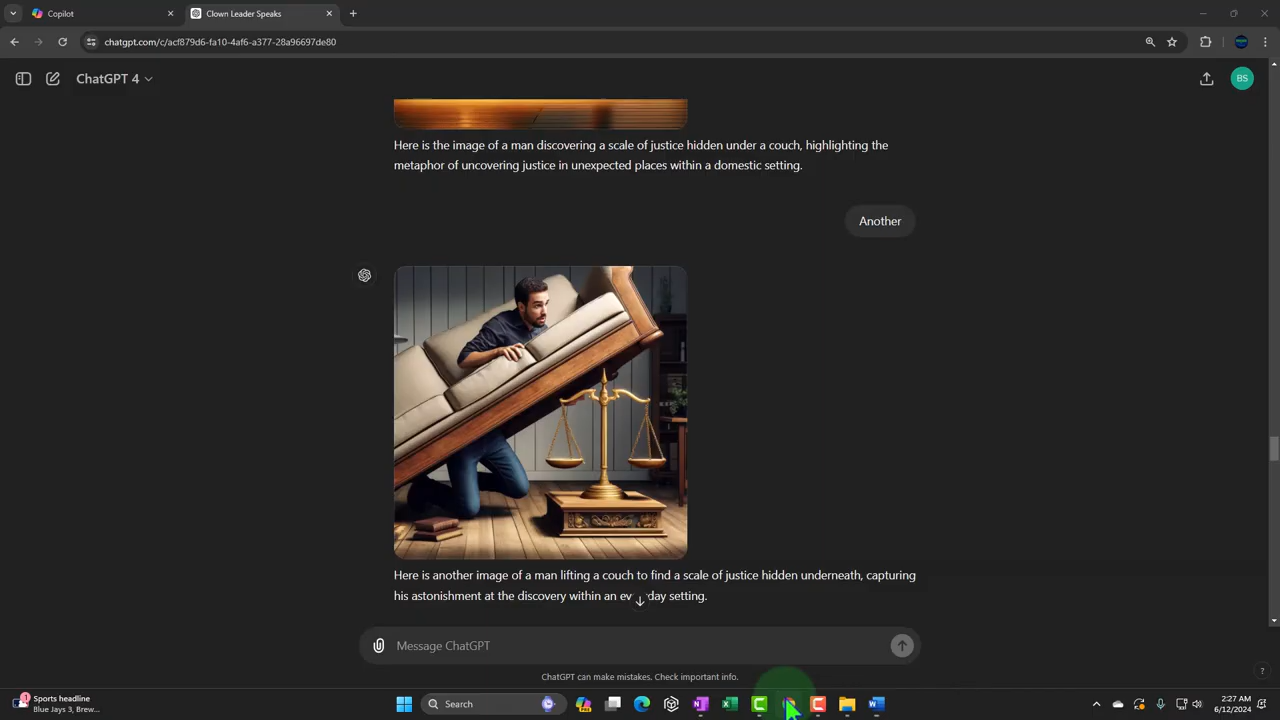 Copilot
Clown Leader Speaks
chatgpt.com/c/acf879d6-fa10-4af6-a377-28a96697de80
ChatGPT 4
BS
Here is the image of a man discovering a scale of justice hidden under a couch, highlighting the
metaphor of uncovering justice in unexpected places within a domestic setting.
Another
Here is another image of a man lifting a couch to find a scale of justice hidden underneath, capturing
his astonishment at the discovery within an everyday setting.
Message ChatGPT
ChatGPT can make mistakes. Check important info.
?
1
Sports headline
Blue Jays 3, Brew...
Search
PRE
2:27 AM
6/12/2024